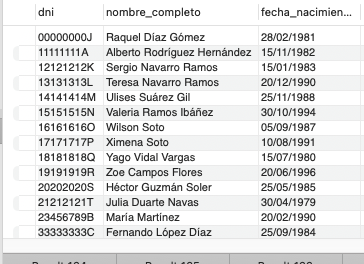 dni nombre_completo fecha_nacimien...
00000000J Raquel Díaz Gómez 28/02/1981
11111111A Alberto Rodríguez Hernández 15/11/1982
12121212K Sergio Navarro Ramos 15/01/1983
13131313L Teresa Navarro Ramos 20/12/1990
14141414M Ulises Suárez Gil 25/11/1988
15151515N Valeria Ramos Ibáñez 30/10/1994
16161616O Wilson Soto 05/09/1987
17171717P Ximena Soto 10/08/1991
18181818Q Yago Vidal Vargas 15/07/1980
19191919R Zoe Campos Flores 20/06/1996
20202020S Héctor Guzmán Soler 25/05/1985
21212121T Julia Duarte Navas 30/04/1979
23456789B María Martínez 20/02/1990
33333333C Fernando López Díaz 25/09/1984